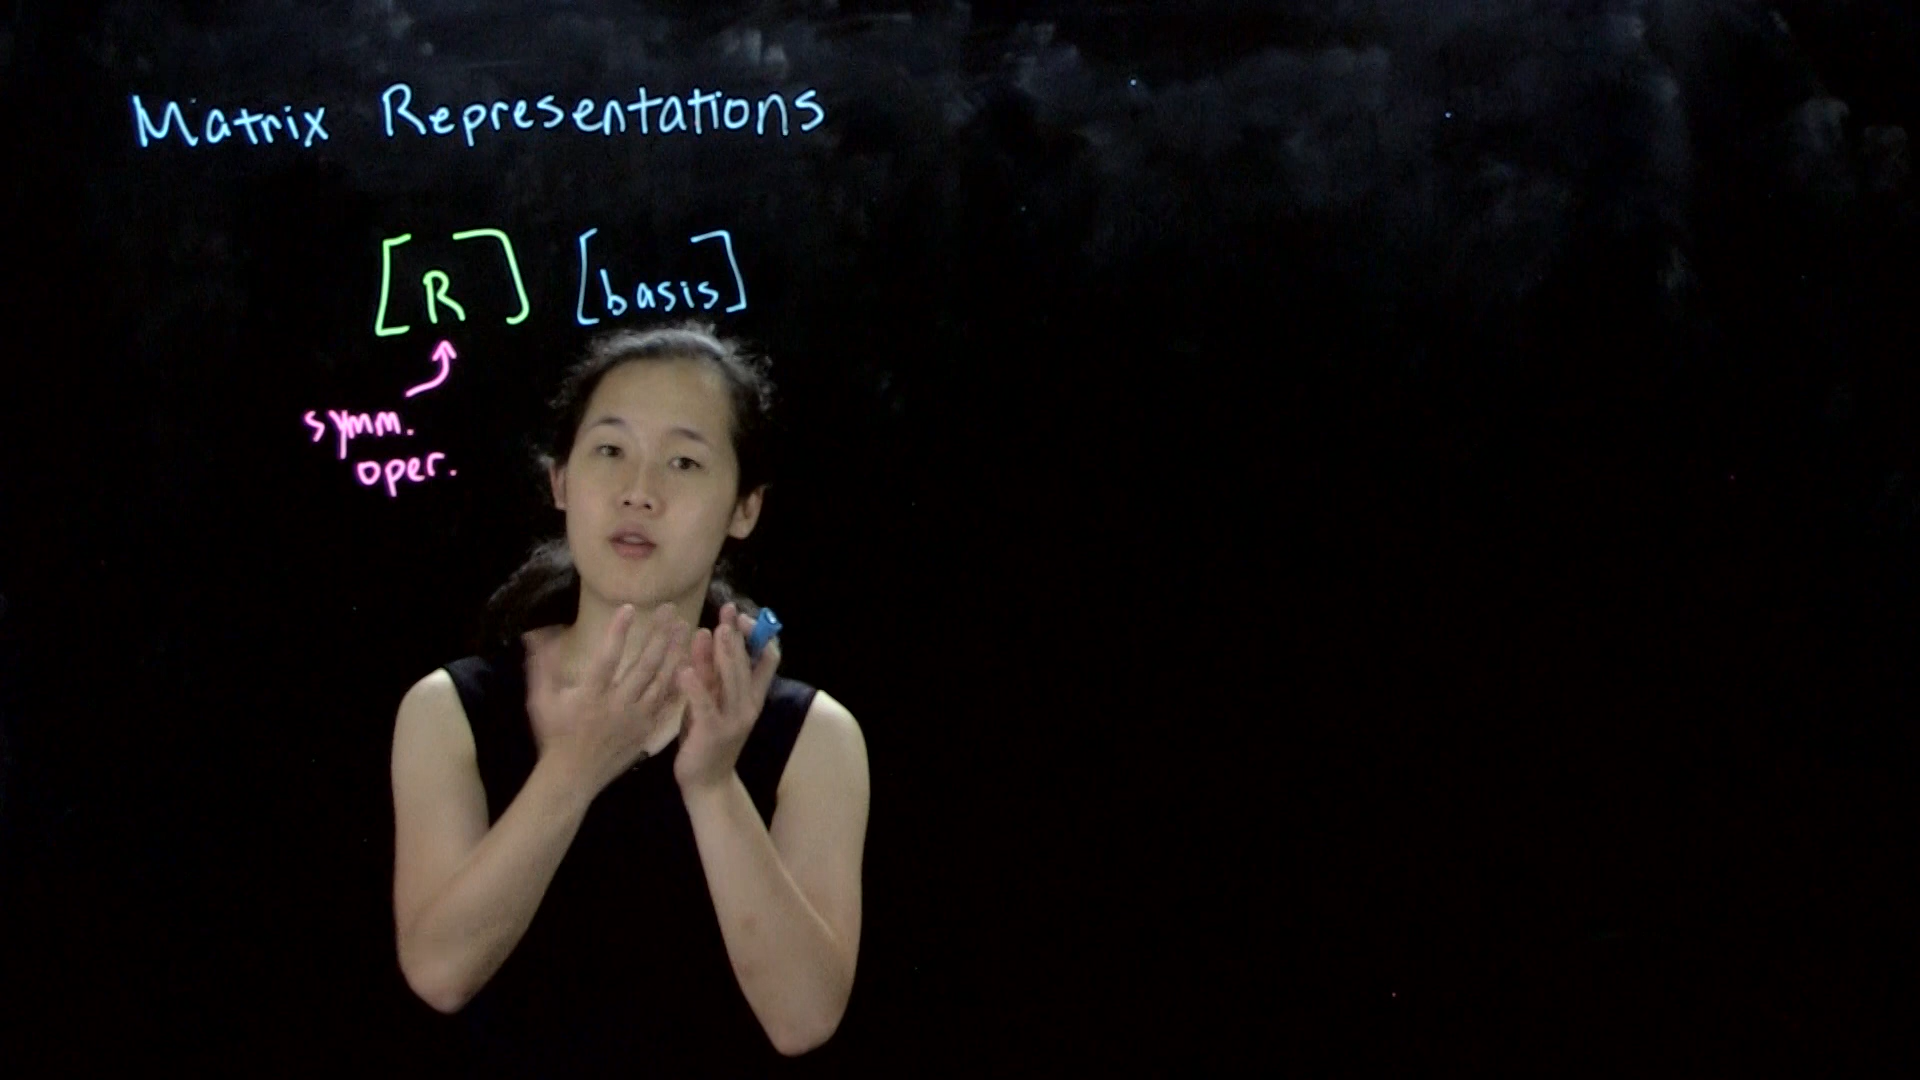 Matrix Representations
[R] [basis]
symm.
oper.